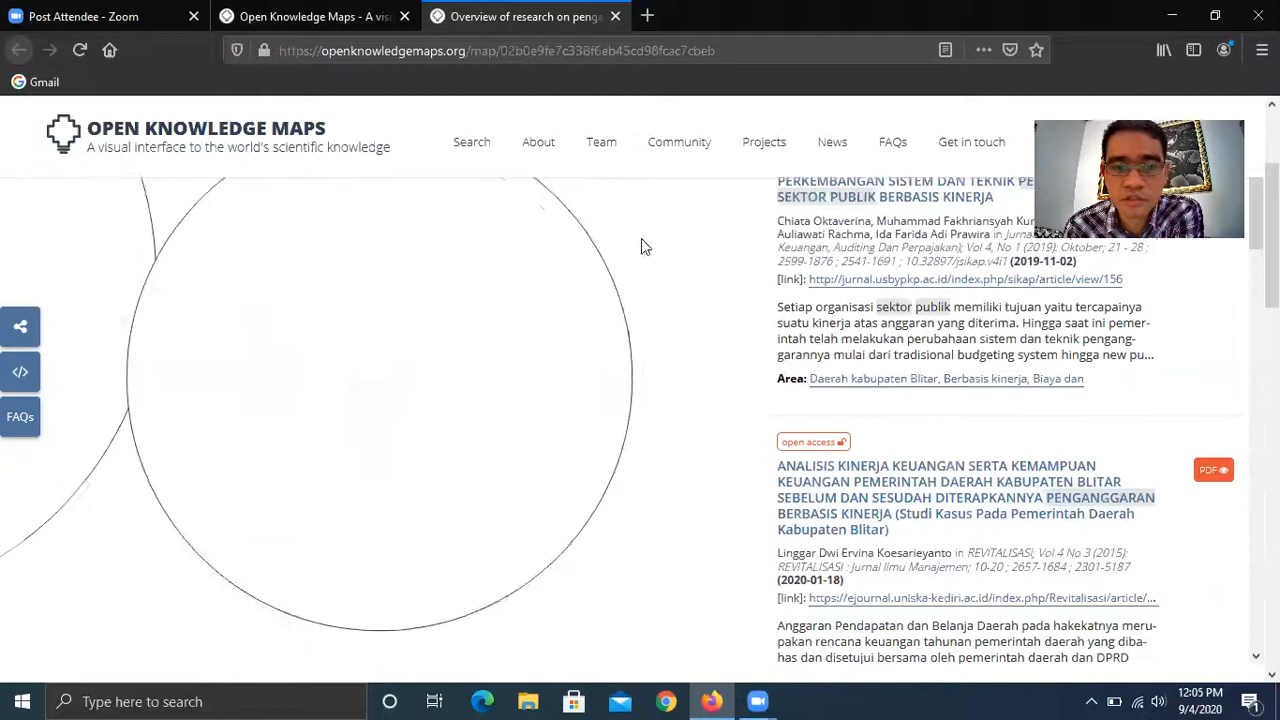 Post Attendee - Zoom
Open Knowledge Maps - A visu
Overview of research on penga
https://openknowledgemaps.org/map/02b0e9fe7c338f6eb45cd98fcac7cbeb
Gmail
OPEN KNOWLEDGE MAPS
A visual interface to the world's scientific knowledge
Search
About
Team
Community
Projects
News
FAQs
Get in touch
PERKEMBANGAN SISTEM DAN TEKNIK
SEKTOR PUBLIK BERBASIS KINERJA
Chiata Oktaverina, Muhammad Fakhriansyah Kur
Auliawati Rachma, Ida Farida Adi Prawira in Jurna
Keuangan, Auditing Dan Perpajakan); Vol 4, No 1 (2019): Oktober; 21 - 28 ;
2599-1876 ; 2541-1691 ; 10.32897/jsikap.v4i1 (2019-11-02)
[link]: http://jurnal.usbypkp.ac.id/index.php/sikap/article/view/156
Setiap organisasi sektor publik memiliki tujuan yaitu tercapainya
suatu kinerja atas anggaran yang diterima. Hingga saat ini pemer-
intah telah melakukan perubahaan sistem dan teknik pengang-
garannya mulai dari tradisional budgeting system hingga new pu...
Area: Daerah kabupaten Blitar, Berbasis kinerja, Biaya dan
open access
ANALISIS KINERJA KEUANGAN SERTA KEMAMPUAN
KEUANGAN PEMERINTAH DAERAH KABUPATEN BLITAR
SEBELUM DAN SESUDAH DITERAPKANNYA PENGANGGARAN
BERBASIS KINERJA (Studi Kasus Pada Pemerintah Daerah
Kabupaten Blitar)
PDF
Linggar Dwi Ervina Koesarieyanto in REVITALISASI; Vol 4 No 3 (2015):
REVITALISASI : Jurnal Ilmu Manajemen; 10-20 ; 2657-1684 ; 2301-5187
(2020-01-18)
[link]: https://ejournal.uniska-kediri.ac.id/index.php/Revitalisasi/article/...
Anggaran Pendapatan dan Belanja Daerah pada hakekatnya meru-
pakan rencana keuangan tahunan pemerintah daerah yang diba-
has dan disetujui bersama oleh pemerintah daerah dan DPRD
FAQs
Type here to search
12:05 PM
9/4/2020
1